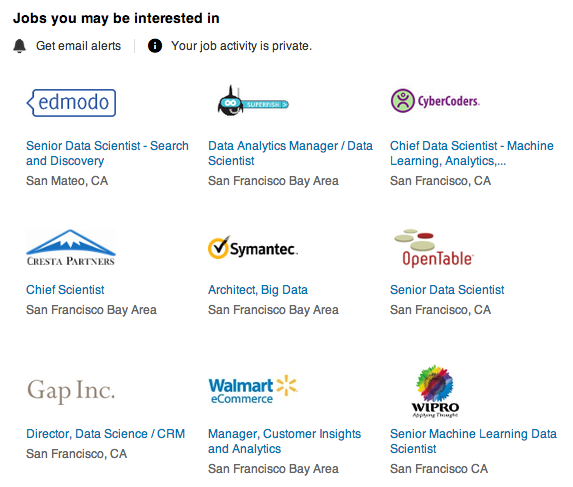 Jobs you may be interested in
Get email alerts
Your job activity is private.
edmodo
SUPERFISH
CyberCoders.
Senior Data Scientist - Search
and Discovery
San Mateo, CA
Data Analytics Manager / Data
Scientist
San Francisco Bay Area
Chief Data Scientist - Machine
Learning, Analytics,...
San Francisco, CA
CRESTA PARTNERS
Symantec.
OpenTable
Chief Scientist
San Francisco Bay Area
Architect, Big Data
San Francisco Bay Area
Senior Data Scientist
San Francisco, CA
Gap Inc.
Walmart
eCommerce
WIPRO
Applying Thought
Director, Data Science / CRM
San Francisco, CA
Manager, Customer Insights
and Analytics
San Francisco Bay Area
Senior Machine Learning Data
Scientist
San Francisco CA